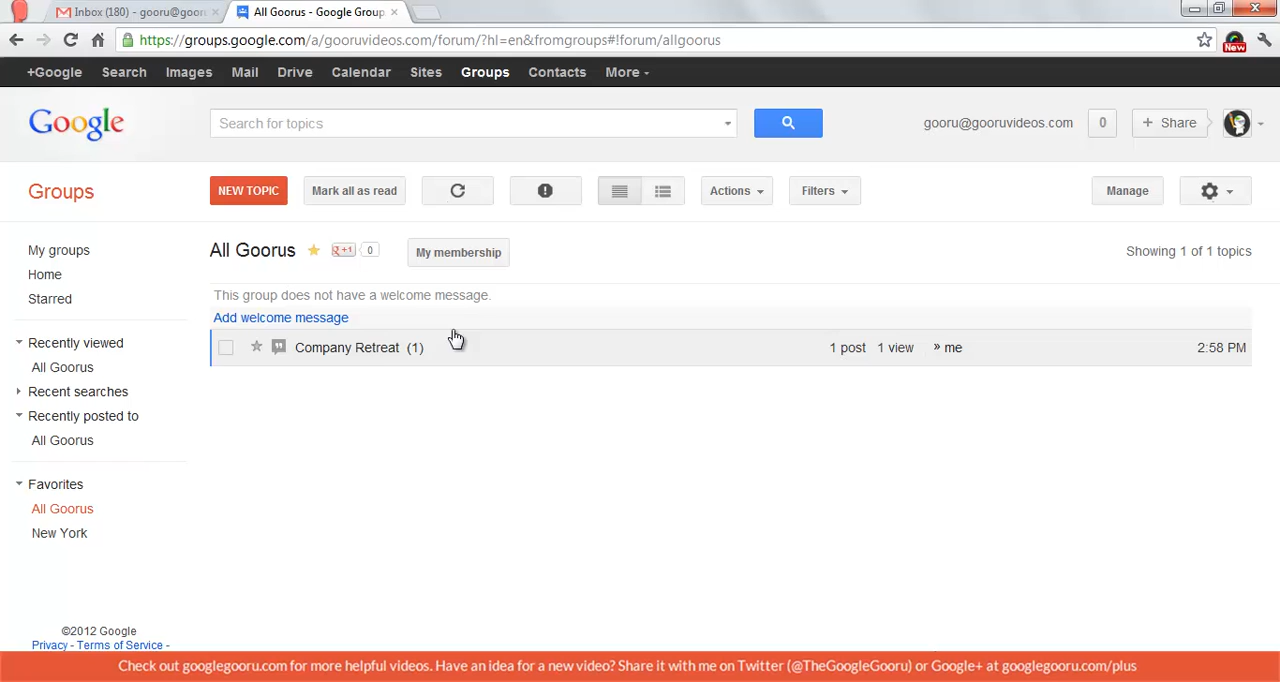 Inbox (180) - gooru@goor
All Goorus - Google Group
https://groups.google.com/a/gooruvideos.com/forum/?hl=en&fromgroups#!forum/allgoorus
New
+Google Search Images Mail Drive Calendar Sites Groups Contacts More
Google
Search for topics
gooru@gooruvideos.com
0
+ Share
Groups
NEW TOPIC
Mark all as read
Actions
Filters
Manage
My groups
Home
Starred
Recently viewed
All Goorus
Recent searches
Recently posted to
All Goorus
Favorites
All Goorus
New York
©2012 Google
Privacy - Terms of Service -
All Goorus
+1
0
My membership
Showing 1 of 1 topics
This group does not have a welcome message.
Add welcome message
Company Retreat (1) 1 post 1 view » me 2:58 PM
Check out googlegooru.com for more helpful videos. Have an idea for a new video? Share it with me on Twitter (@TheGoogleGooru) or Google+ at googlegooru.com/plus